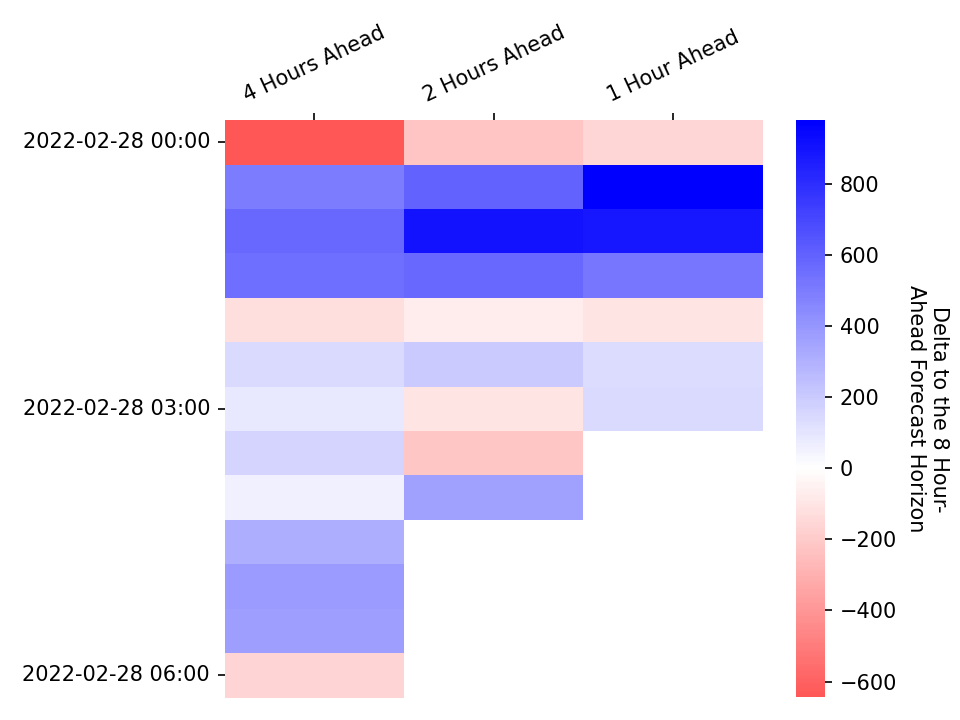 4 Hours Ahead
2 Hours Ahead
1 Hour Ahead
2022-02-28 00:00
2022-02-28 03:00
2022-02-28 06:00
800
600
400
200
0
−200
−400
−600
Delta to the 8 Hour-
Ahead Forecast Horizon